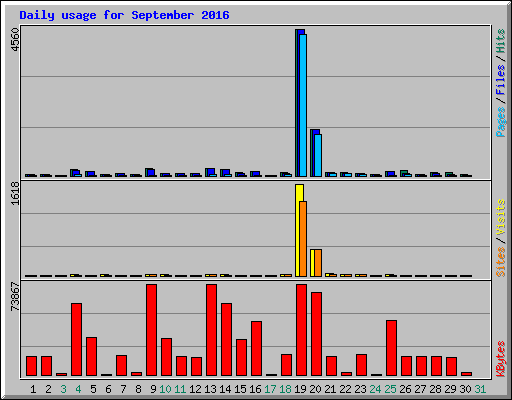 Daily usage for September 2016
4560
Pages / Files / Hits
1618
Sites / Visits
73867
KBytes
1 2 3 4 5 6 7 8 9 10 11 12 13 14 15 16 17 18 19 20 21 22 23 24 25 26 27 28 29 30 31